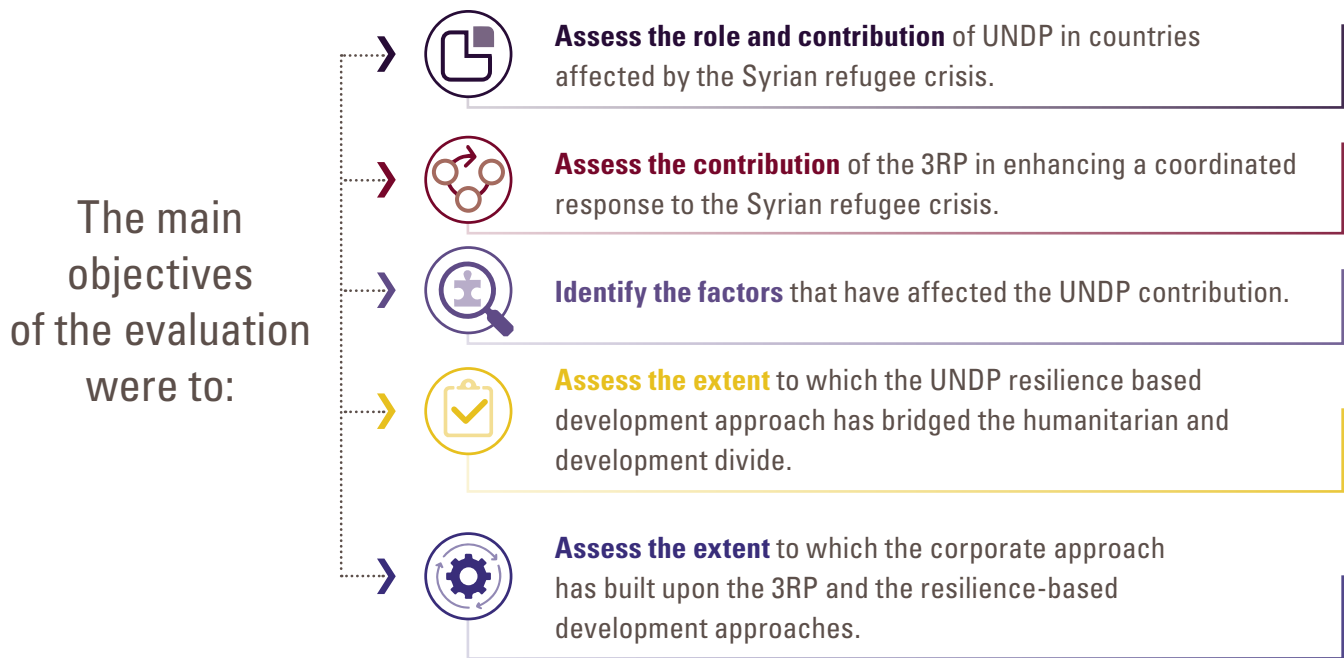 The main
objectives
of the evaluation
were to:
Assess the role and contribution of UNDP in countries
affected by the Syrian refugee crisis.
Assess the contribution of the 3RP in enhancing a coordinated
response to the Syrian refugee crisis.
Identify the factors that have affected the UNDP contribution.
Assess the extent to which the UNDP resilience based
development approach has bridged the humanitarian and
development divide.
Assess the extent to which the corporate approach
has built upon the 3RP and the resilience-based
development approaches.